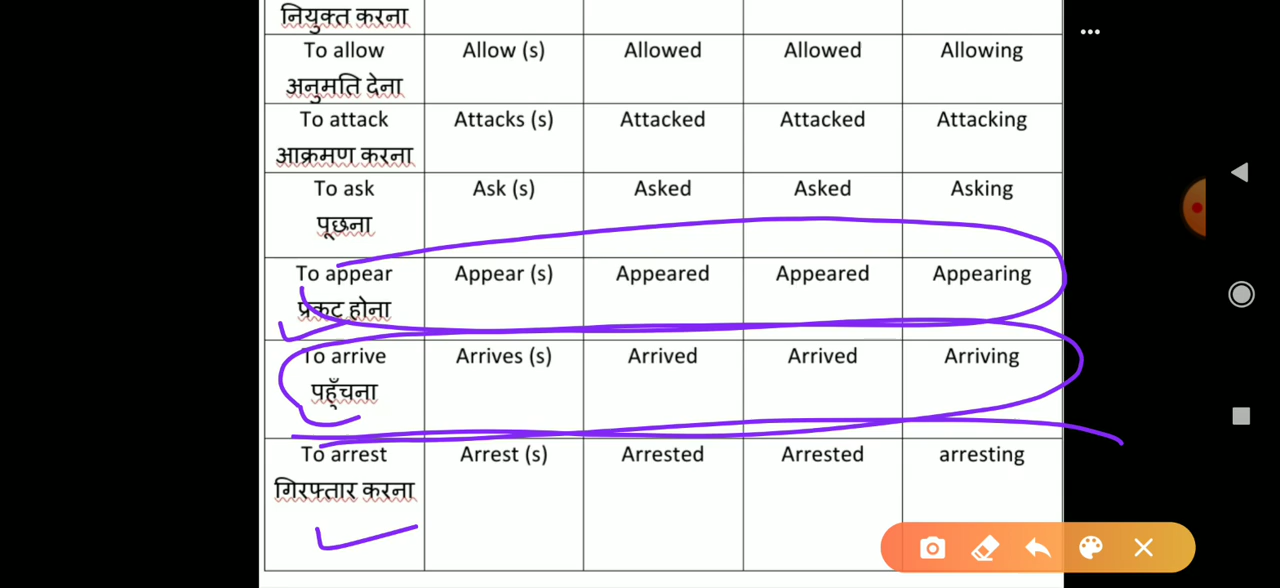 नियुक्त करना
To allow Allow (s) Allowed Allowed Allowing
अनुमति देना
To attack Attacks (s) Attacked Attacked Attacking
आक्रमण करना
To ask Ask (s) Asked Asked Asking
पूछना
To appear Appear (s) Appeared Appeared Appearing
प्रकट होना
To arrive Arrives (s) Arrived Arrived Arriving
पहुँचना
To arrest Arrest (s) Arrested Arrested arresting
गिरफ्तार करना